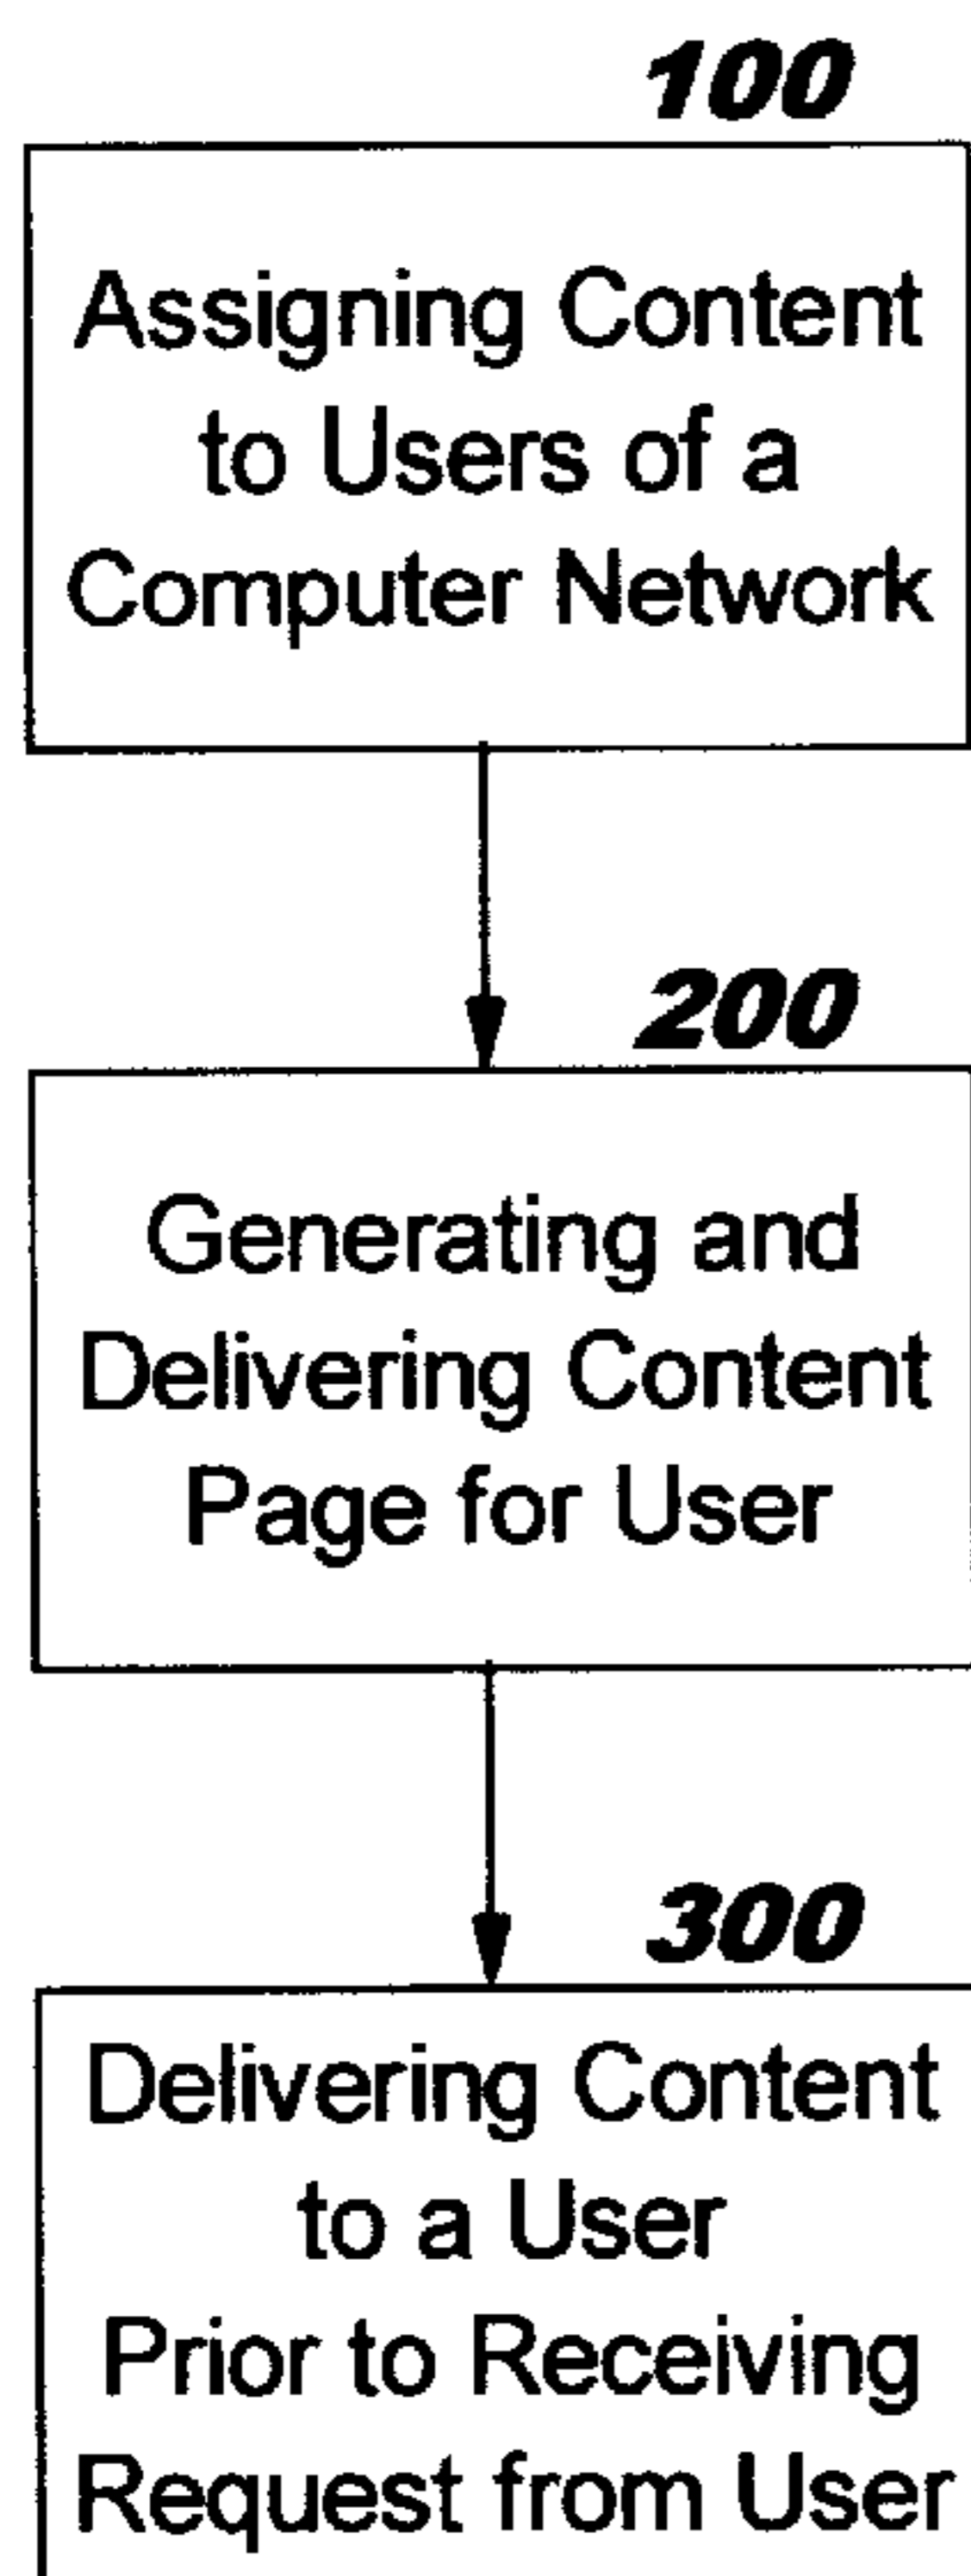 100
Assigning Content
to Users of a
Computer Network
200
Generating and
Delivering Content
Page for User
300
Delivering Content
to a User
Prior to Receiving
Request from User